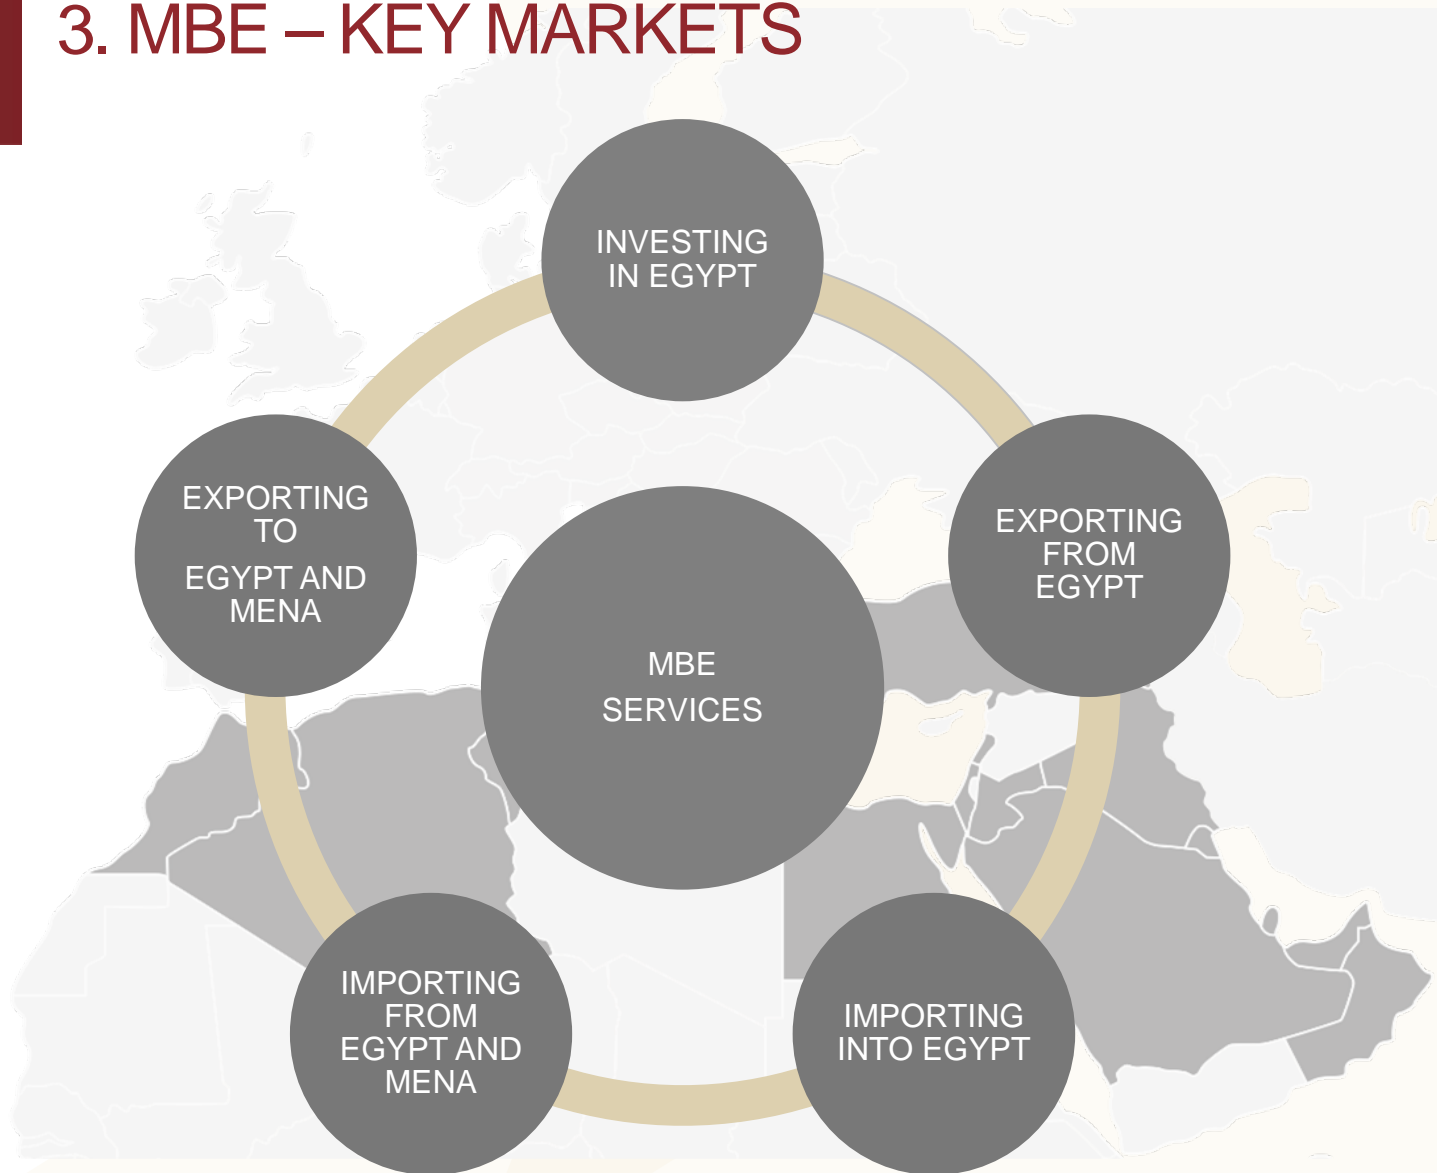 3. MBE – KEY MARKETS
INVESTING
IN EGYPT
EXPORTING
TO
EGYPT AND
MENA
EXPORTING
FROM
EGYPT
MBE
SERVICES
IMPORTING
FROM
EGYPT AND
MENA
IMPORTING
INTO EGYPT